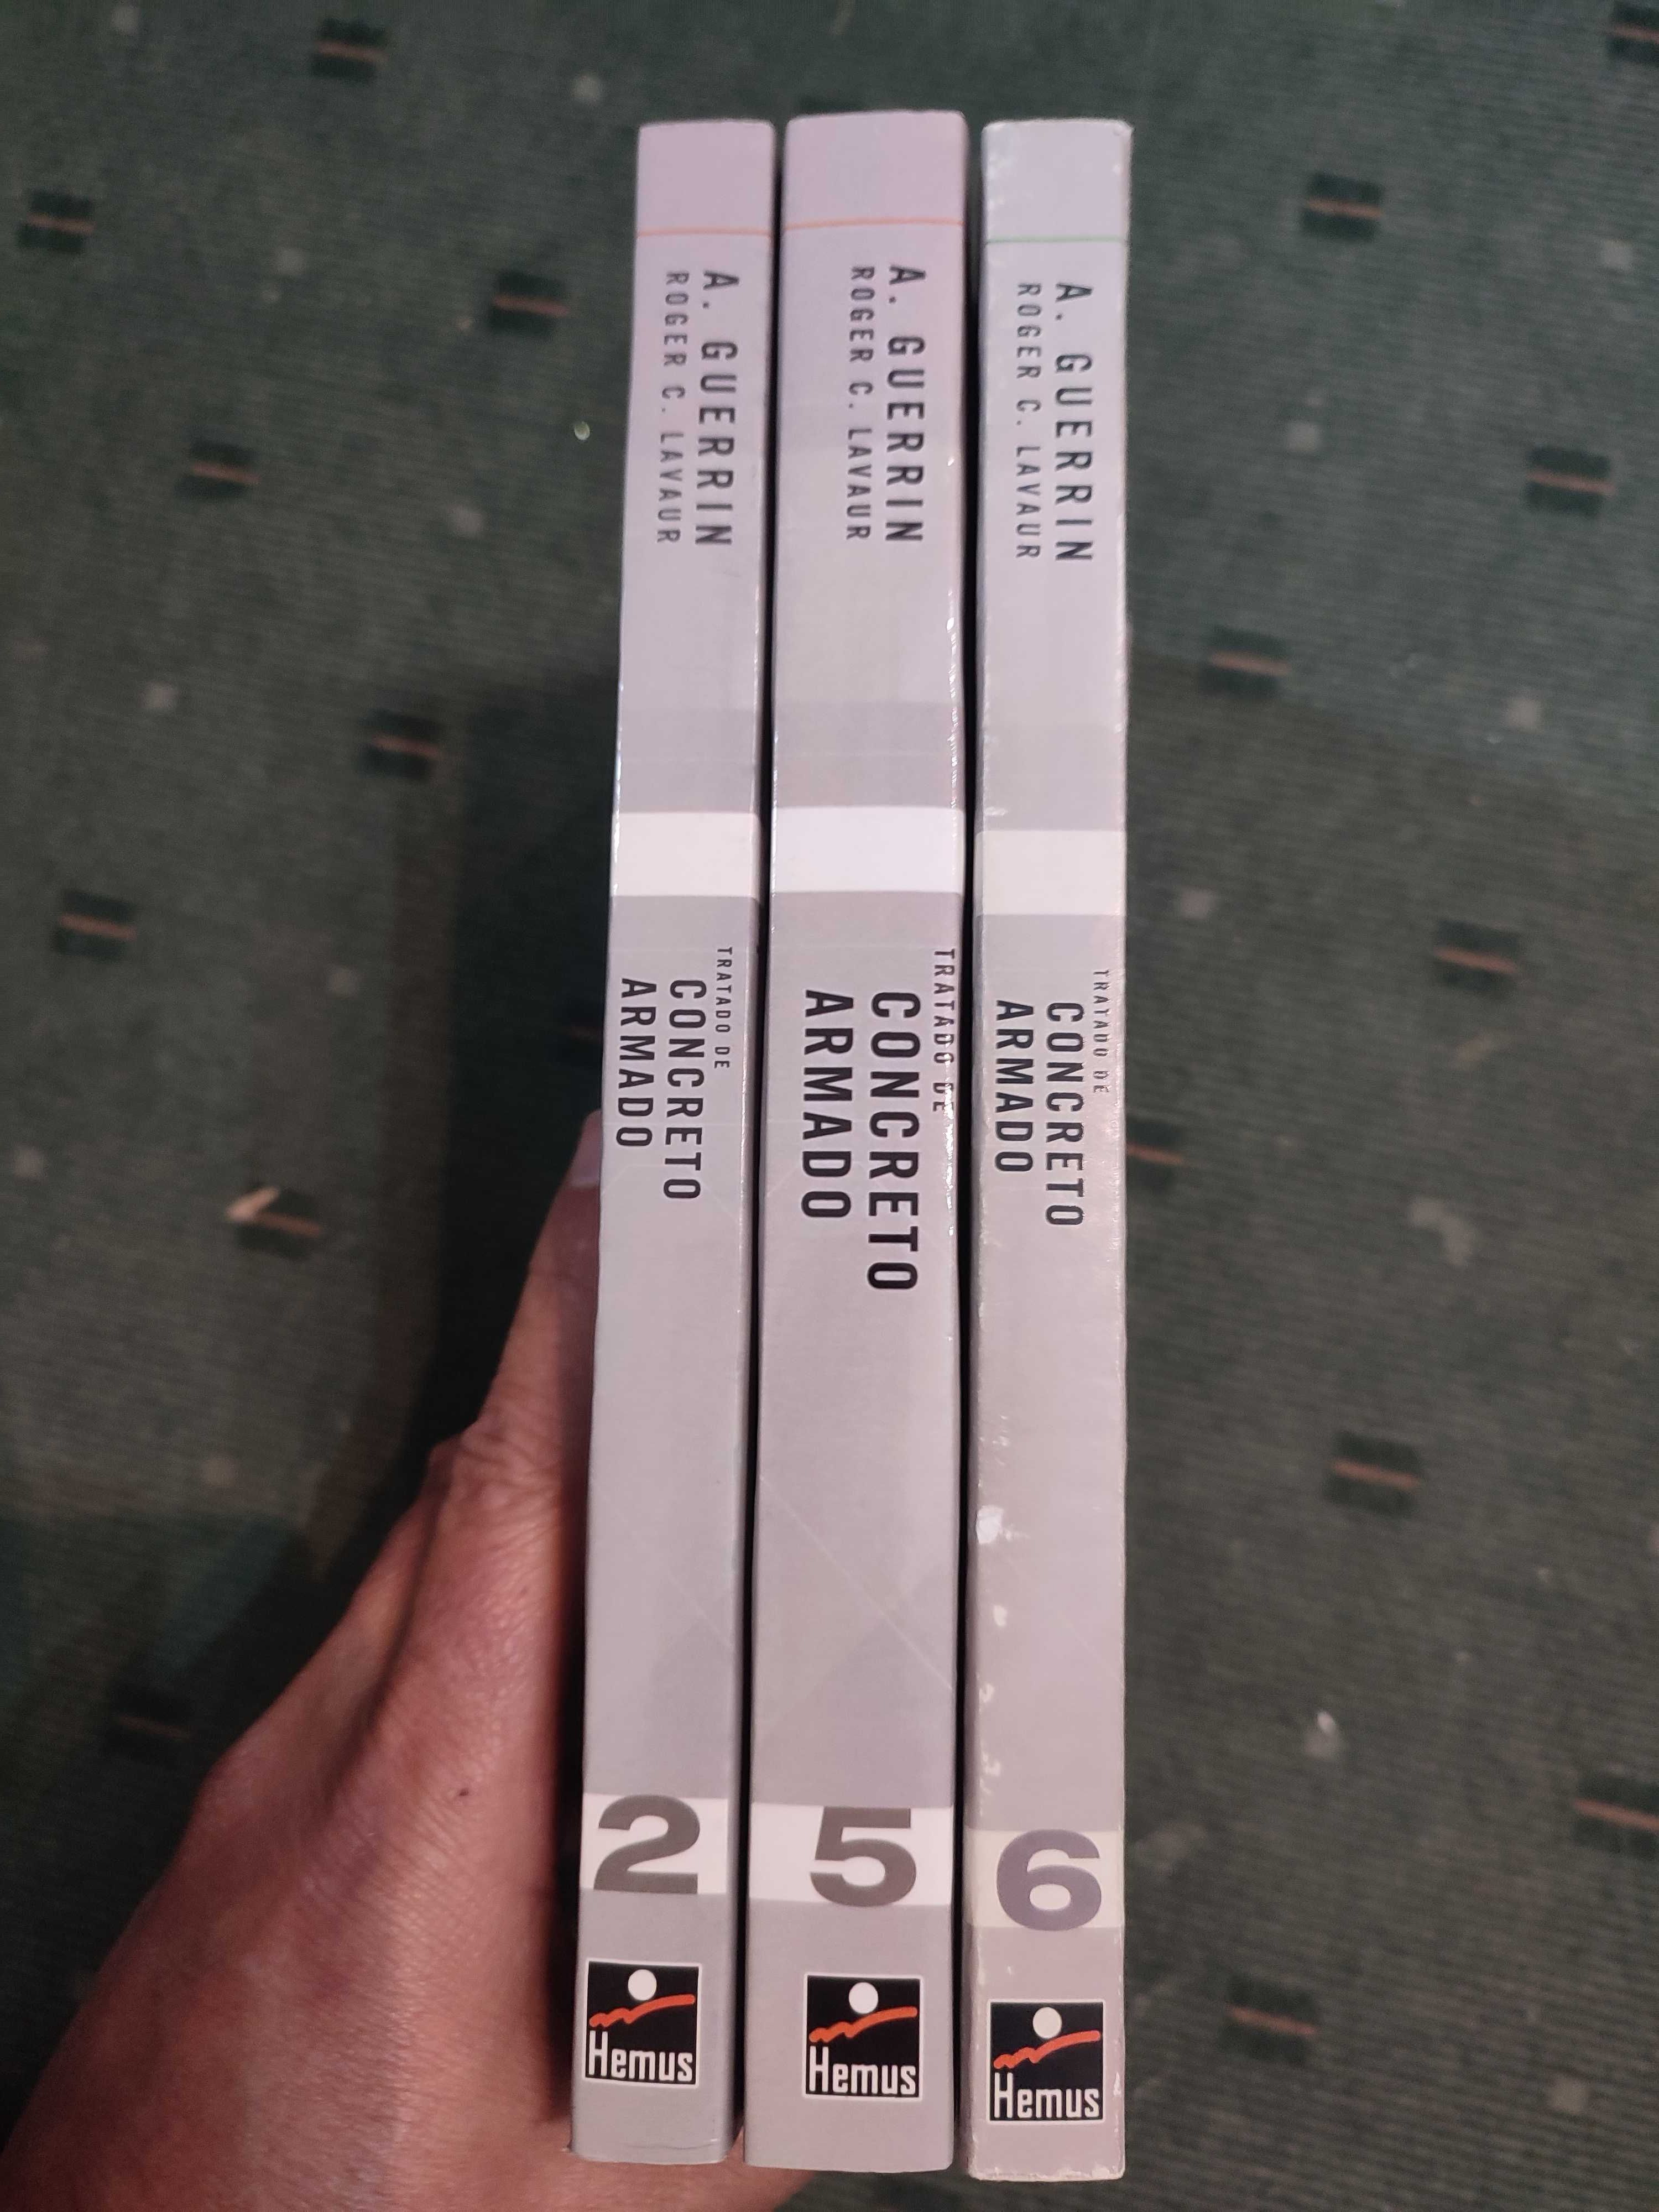 A. GUERRIN
ROGER C. LAVAUR
TRATADO DE
CONCRETO
ARMADO
2
Hemus
A. GUERRIN
ROGER C. LAVAUR
TRATADO DE
CONCRETO
ARMADO
5
Hemus
A. GUERRIN
ROGER C. LAVAUR
TRATADO DE
CONCRETO
ARMADO
6
Hemus